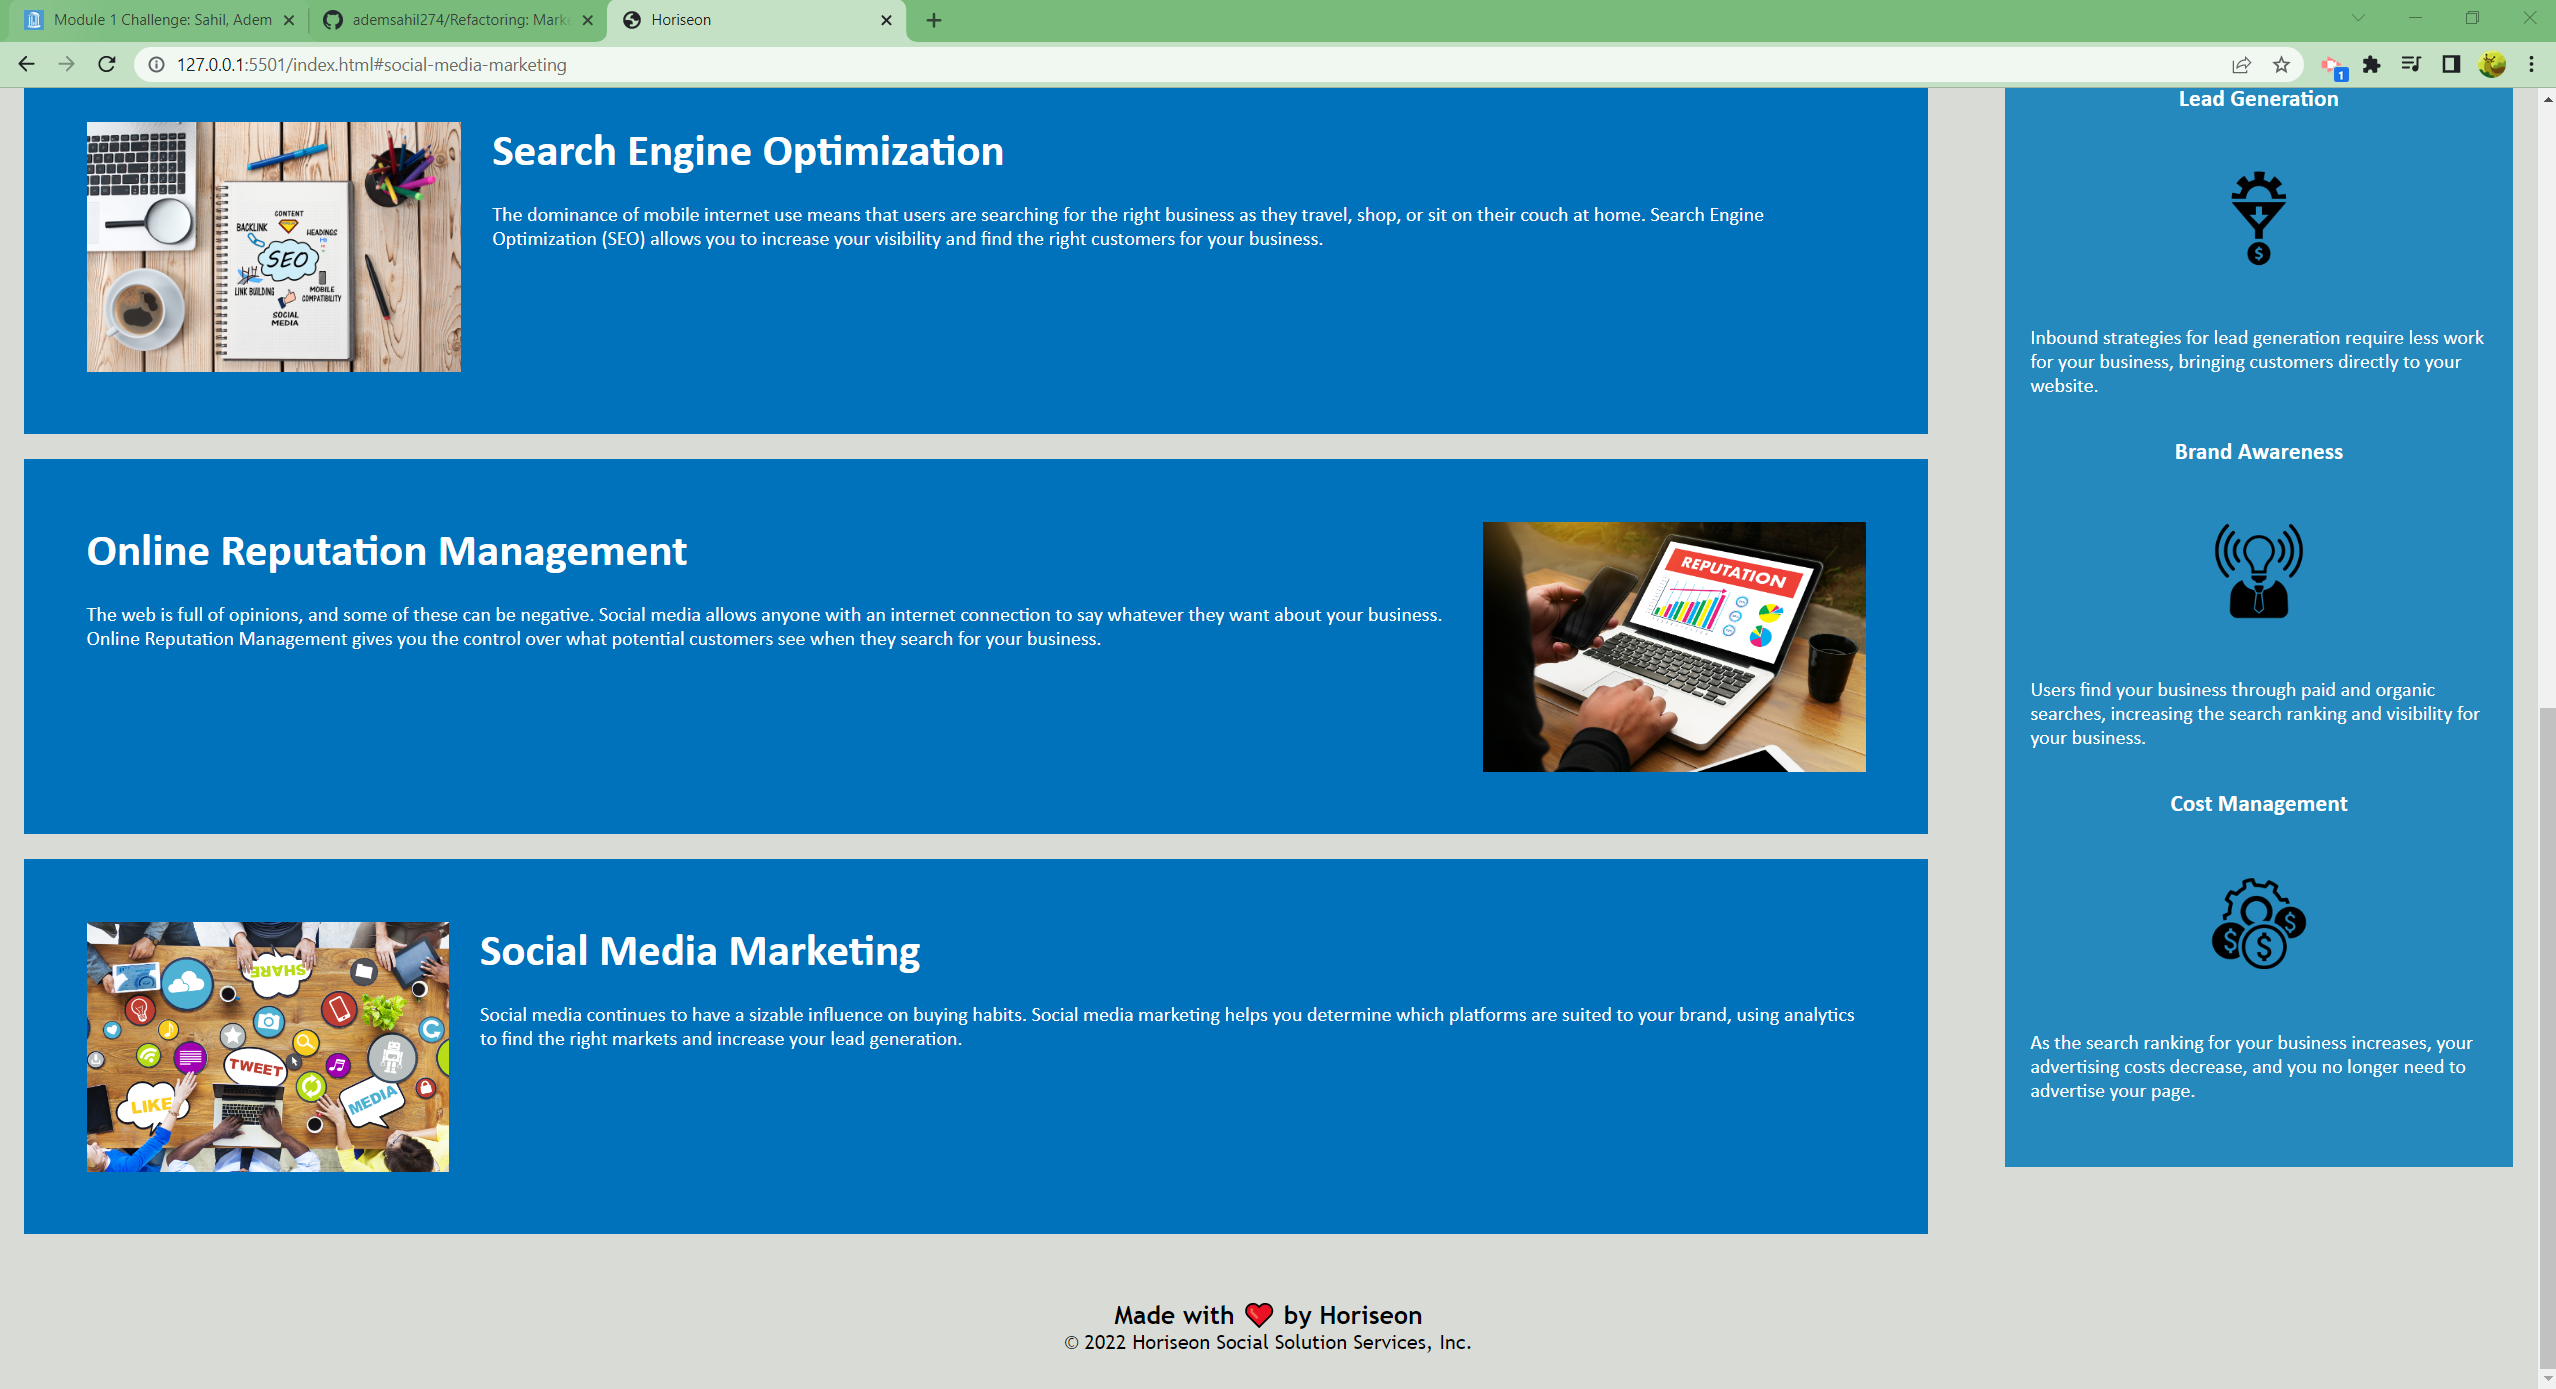 Module 1 Challenge: Sahil, Adem
ademsahil274/Refactoring: Mark
Horiseon
127.0.0.1:5501/index.html#social-media-marketing
1
CONTENT
BACKLINK
HEADINGS
SEO
LINK BUILDING
MOBILE
COMPATIBILITY
SOCIAL
MEDIA
Search Engine Optimization
The dominance of mobile internet use means that users are searching for the right business as they travel, shop, or sit on their couch at home. Search Engine
Optimization (SEO) allows you to increase your visibility and find the right customers for your business.
Online Reputation Management
The web is full of opinions, and some of these can be negative. Social media allows anyone with an internet connection to say whatever they want about your business.
Online Reputation Management gives you the control over what potential customers see when they search for your business.
REPUTATION
SHARE
TWEET
LIKE
MEDIA
Social Media Marketing
Social media continues to have a sizable influence on buying habits. Social media marketing helps you determine which platforms are suited to your brand, using analytics
to find the right markets and increase your lead generation.
Lead Generation
$
Inbound strategies for lead generation require less work
for your business, bringing customers directly to your
website.
Brand Awareness
Users find your business through paid and organic
searches, increasing the search ranking and visibility for
your business.
Cost Management
$ $ $
As the search ranking for your business increases, your
advertising costs decrease, and you no longer need to
advertise your page.
Made with ❤️ by Horiseon
© 2022 Horiseon Social Solution Services, Inc.